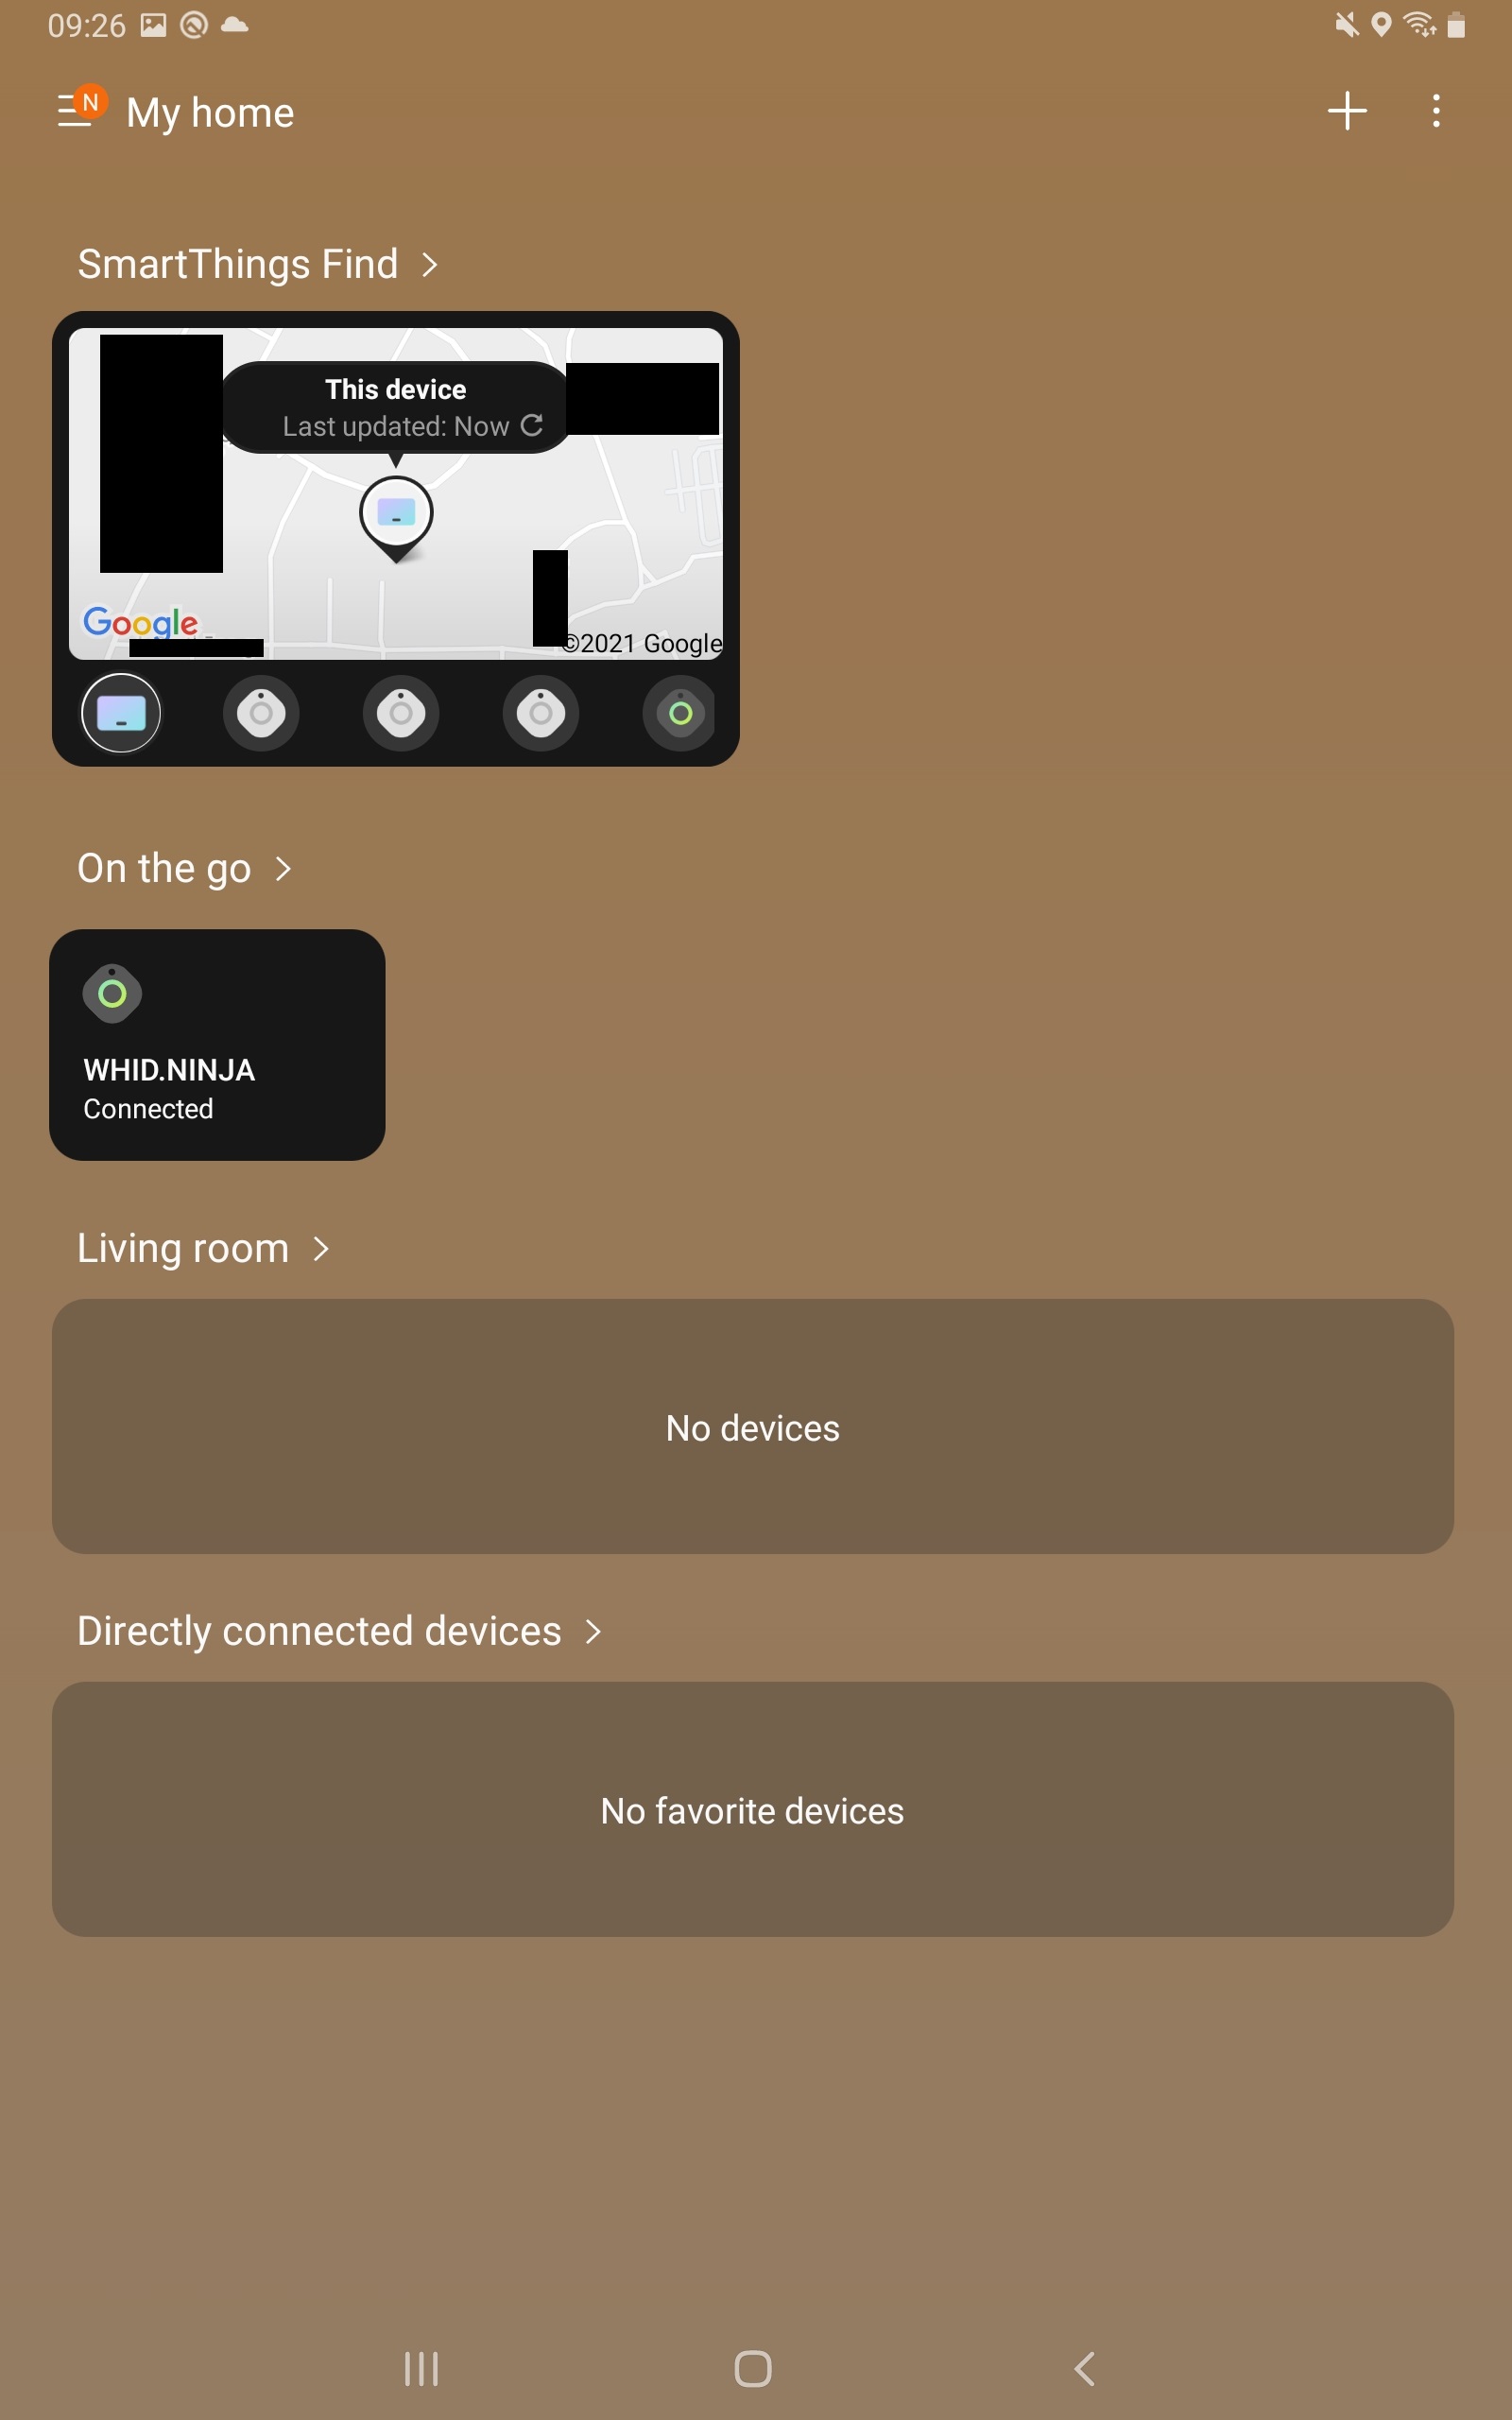 09:26
N
My home
SmartThings Find
This device
Last updated: Now
Google
©2021 Google
On the go
WHID.NINJA
Connected
Living room
No devices
Directly connected devices
No favorite devices